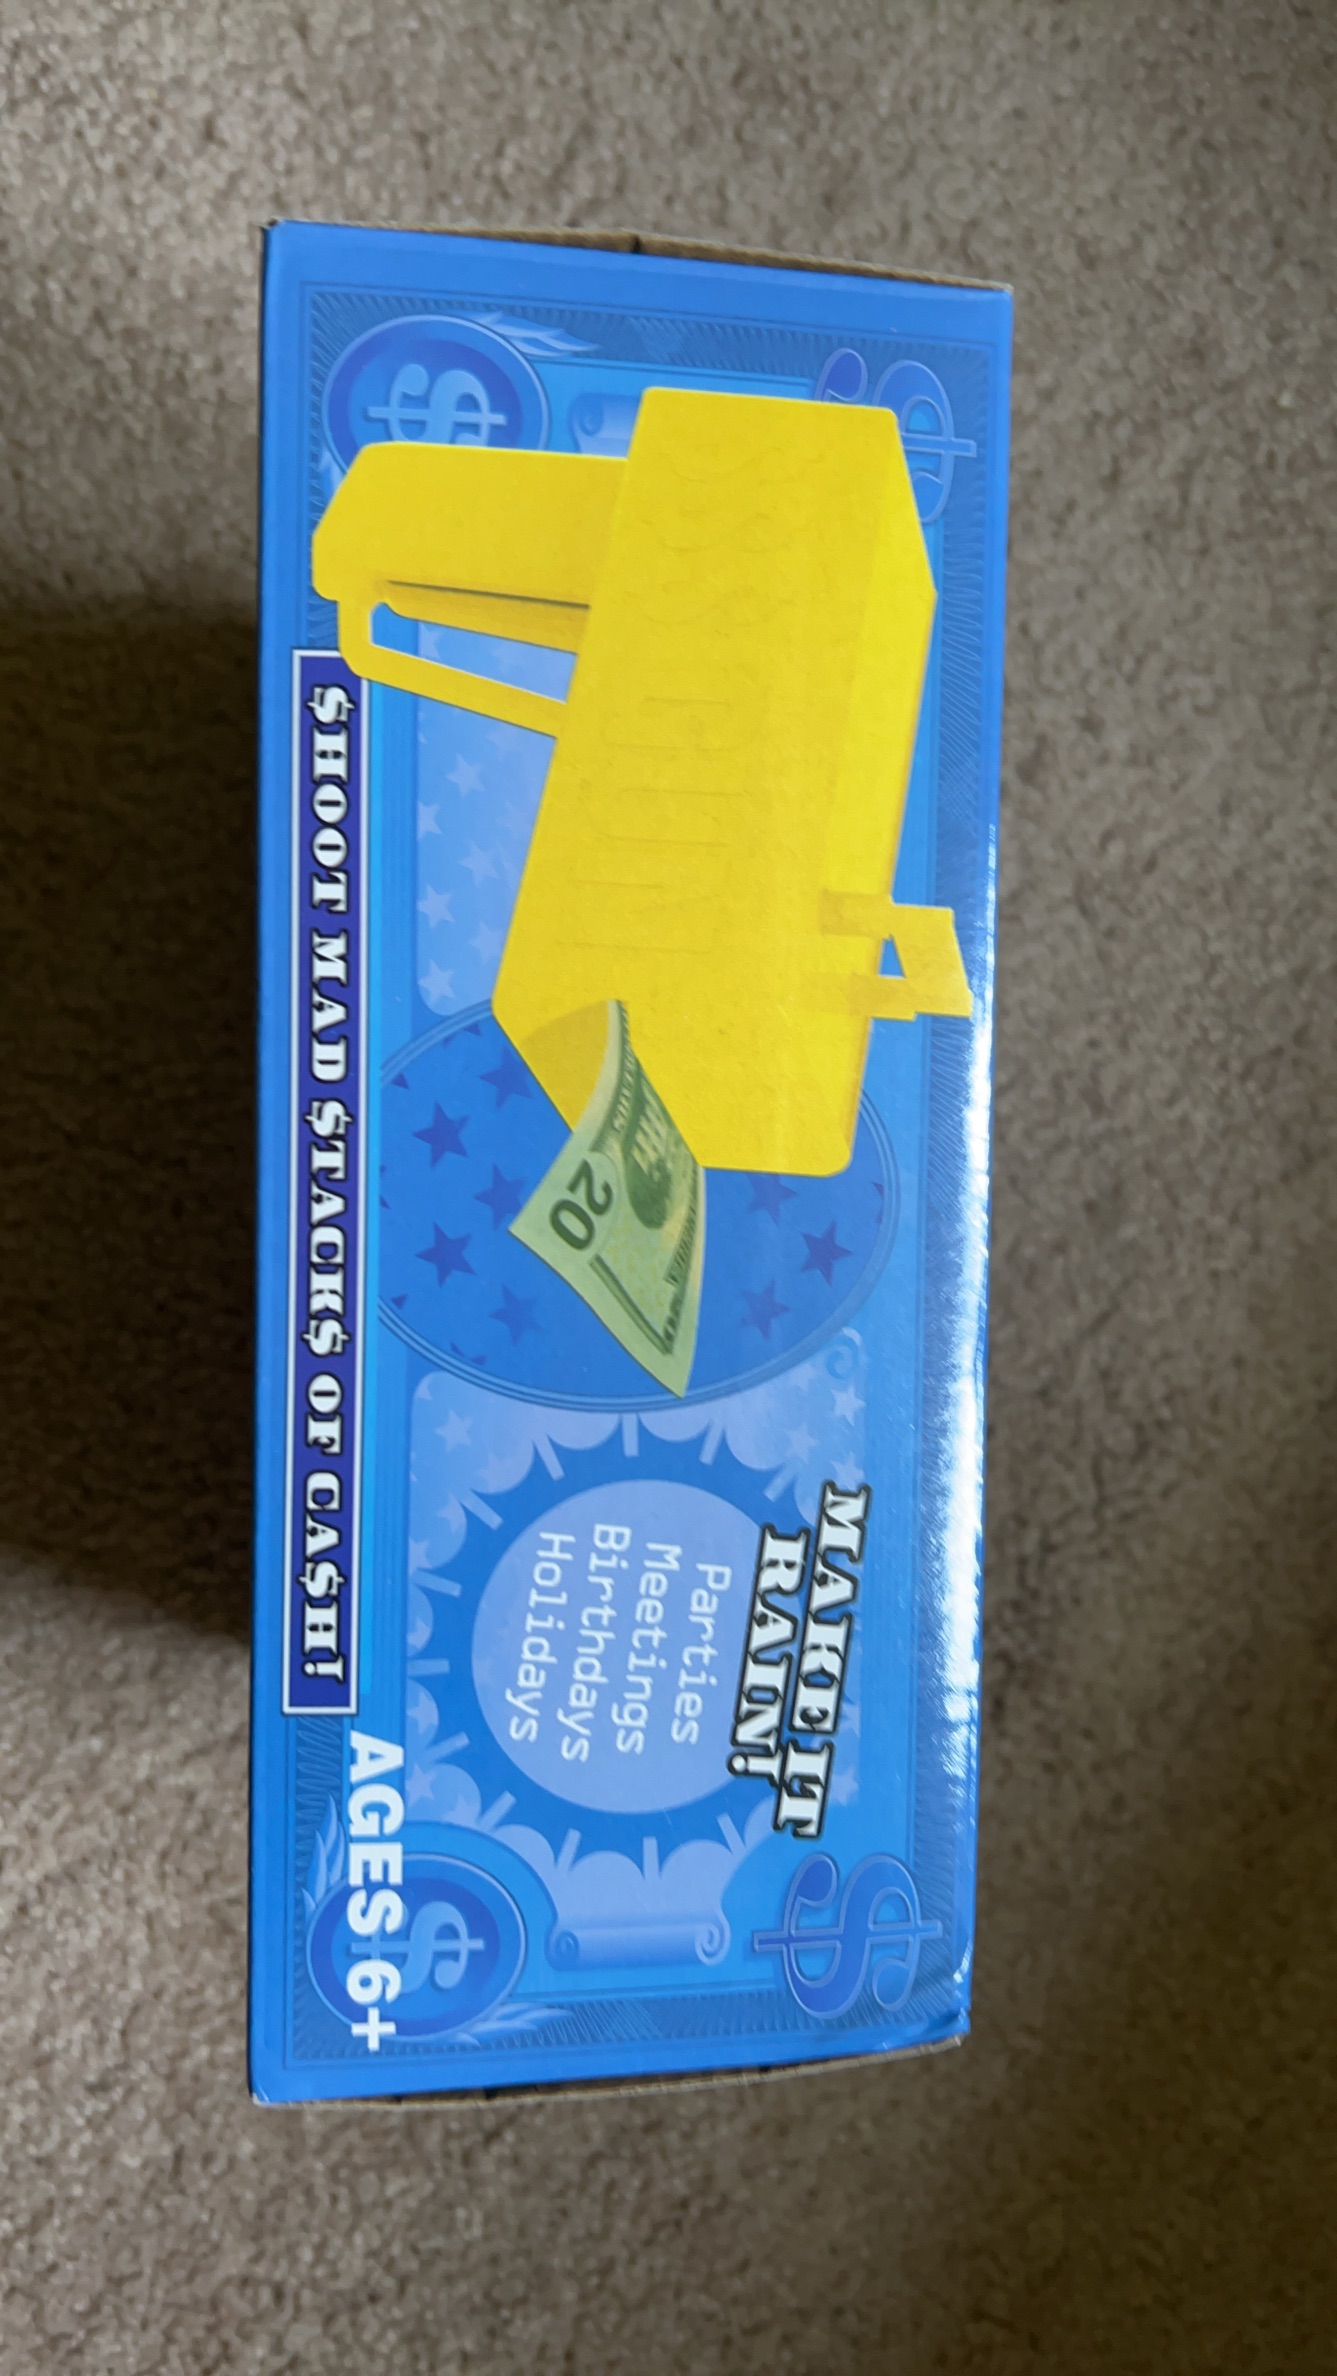 MAKE IT
RAIN!
Parties
Meetings
Birthdays
Holidays
20
$HOOT MAD $TACK$ OF CA$H!
AGES 6+